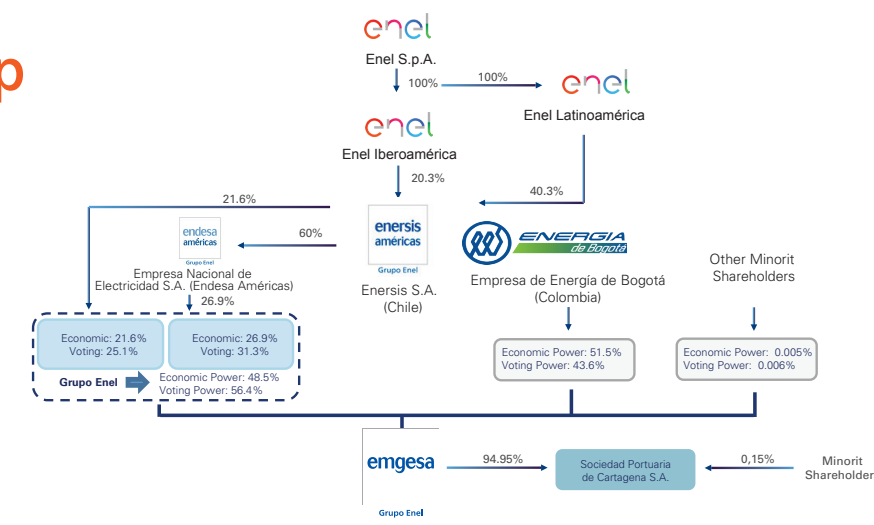 p
enel
Enel S.p.A.
100%
100%
enel
Enel Latinoamérica
enel
Enel Iberoamérica
20.3%
40.3%
21.6%
endesa
américas
Grupo Enel
60%
enersis
américas
Grupo Enel
ENERGIA
de Bogotá
Empresa Nacional de
Electricidad S.A. (Endesa Américas)
26.9%
Enersis S.A.
(Chile)
Empresa de Energía de Bogotá
(Colombia)
Other Minorit
Shareholders
Economic: 21.6%
Voting: 25.1%
Economic: 26.9%
Voting: 31.3%
Grupo Enel
Economic Power: 48.5%
Voting Power: 56.4%
Economic Power: 51.5%
Voting Power: 43.6%
Economic Power: 0.005%
Voting Power: 0.006%
emgesa
Grupo Enel
94.95%
Sociedad Portuaria
de Cartagena S.A.
0,15%
Minorit
Shareholder